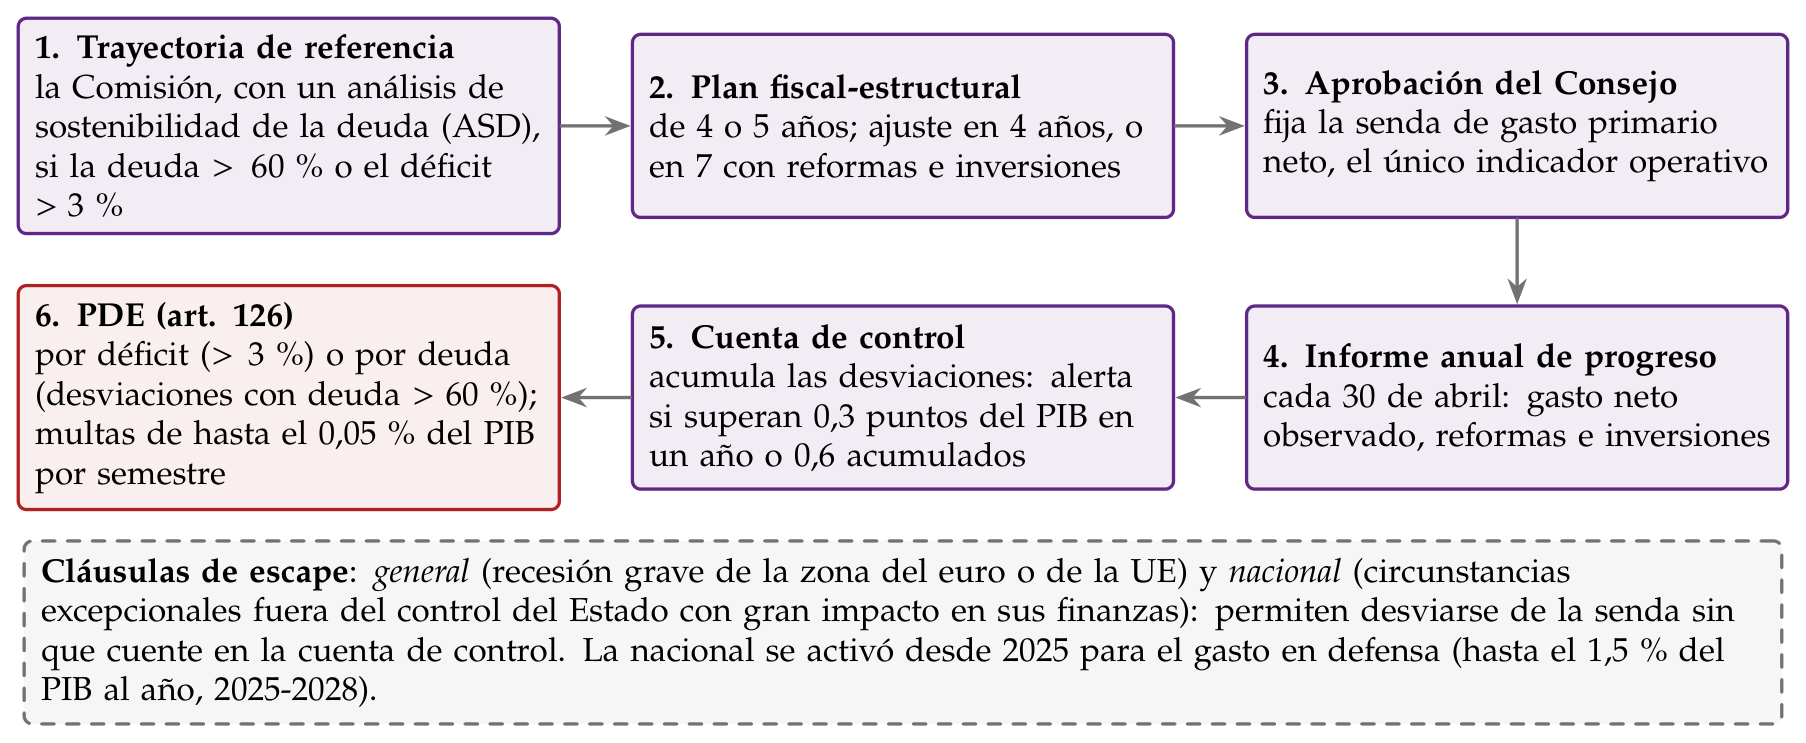 1. Trayectoria de referencia
la Comisión, con un análisis de
sostenibilidad de la deuda (ASD),
si la deuda > 60 % o el déficit
> 3 %
2. Plan fiscal-estructural
de 4 o 5 años; ajuste en 4 años, o
en 7 con reformas e inversiones
3. Aprobación del Consejo
fija la senda de gasto primario
neto, el único indicador operativo
4. Informe anual de progreso
cada 30 de abril: gasto neto
observado, reformas e inversiones
5. Cuenta de control
acumula las desviaciones: alerta
si superan 0,3 puntos del PIB en
un año o 0,6 acumulados
6. PDE (art. 126)
por déficit (> 3 %) o por deuda
(desviaciones con deuda > 60 %);
multas de hasta el 0,05 % del PIB
por semestre
Cláusulas de escape: general (recesión grave de la zona del euro o de la UE) y nacional (circunstancias
excepcionales fuera del control del Estado con gran impacto en sus finanzas): permiten desviarse de la senda sin
que cuente en la cuenta de control. La nacional se activó desde 2025 para el gasto en defensa (hasta el 1,5 % del
PIB al año, 2025-2028).